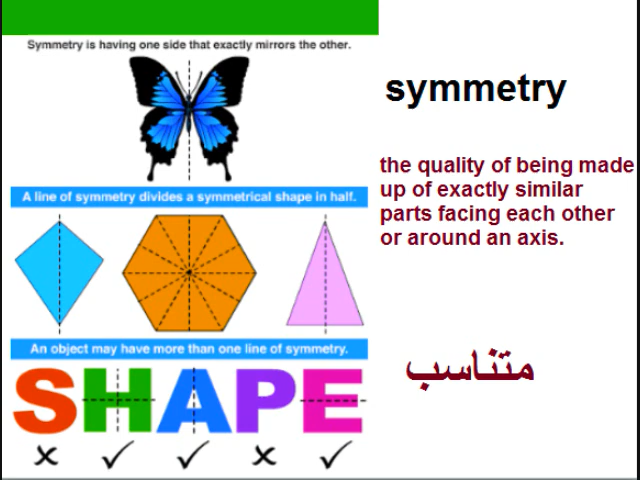 Symmetry is having one side that exactly mirrors the other.
symmetry
the quality of being made
up of exactly similar
parts facing each other
or around an axis.
A line of symmetry divides a symmetrical shape in half.
An object may have more than one line of symmetry.
متناسب
SHAPE